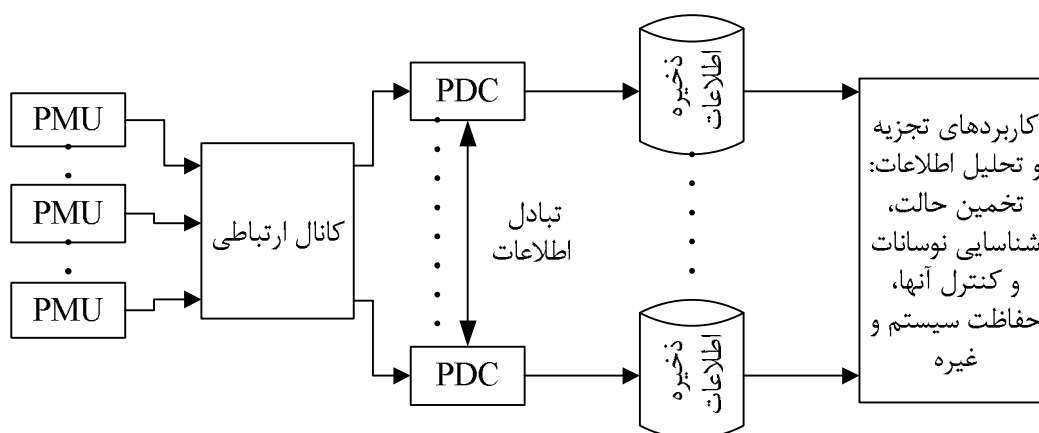 PMU
PMU
PMU
کانال ارتباطی
PDC
تبادل
اطلاعات
PDC
ذخیره
اطلاعات
ذخیره
اطلاعات
کاربردهای تجزیه
و تحلیل اطلاعات:
تخمین حالت،
شناسایی نوسانات
و کنترل آنها،
حفاظت سیستم و
غیره